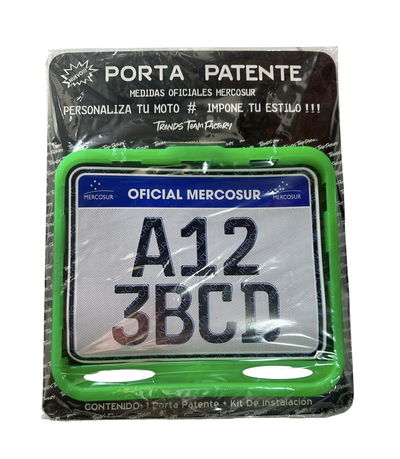 ¡NUEVO!
PORTA PATENTE
MEDIDAS OFICIALES MERCOSUR
PERSONALIZA TU MOTO # IMPONE TU ESTILO !!!
Trends Team Factory
OFICIAL MERCOSUR
MERCOSUR
MERCOSUR
A12
3BCD
CONTENIDO: 1 Porta Patente + Kit De instalación